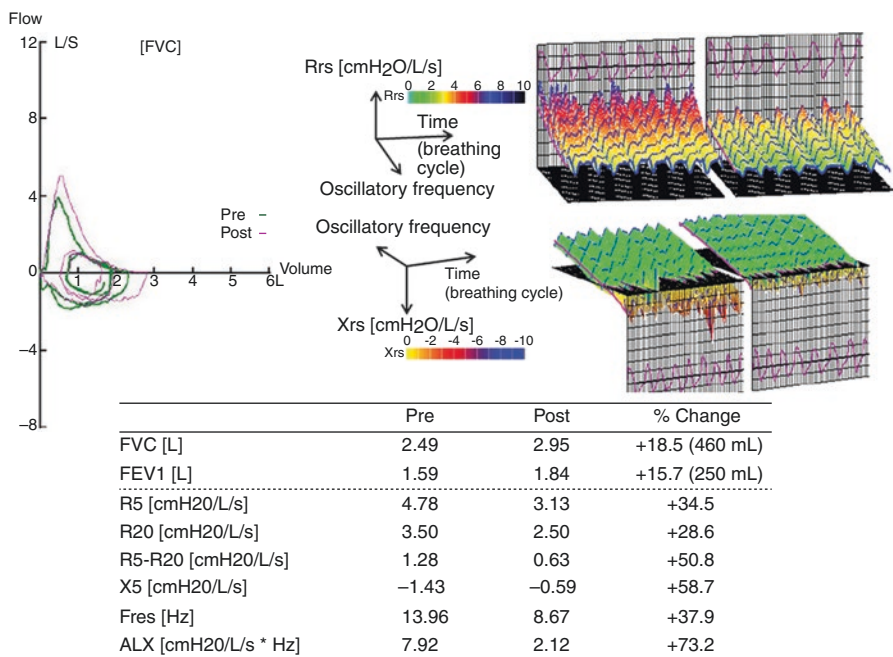 Flow
12
L/S
[FVC]
8
4
0
−4
−8
Pre
Post
1
2
3
4
5
6L
Volume
Rrs [cmH2O/L/s]
0 2 4 6 8 10
Rrs
Time
(breathing
cycle)
Oscillatory frequency
Oscillatory frequency
Time
(breathing cycle)
Xrs [cmH2O/L/s]
0 -2 -4 -6 -8 -10
Xrs
Pre Post % Change
FVC [L] 2.49 2.95 +18.5 (460 mL)
FEV1 [L] 1.59 1.84 +15.7 (250 mL)
R5 [cmH20/L/s] 4.78 3.13 +34.5
R20 [cmH20/L/s] 3.50 2.50 +28.6
R5-R20 [cmH20/L/s] 1.28 0.63 +50.8
X5 [cmH20/L/s] −1.43 −0.59 +58.7
Fres [Hz] 13.96 8.67 +37.9
ALX [cmH20/L/s * Hz] 7.92 2.12 +73.2